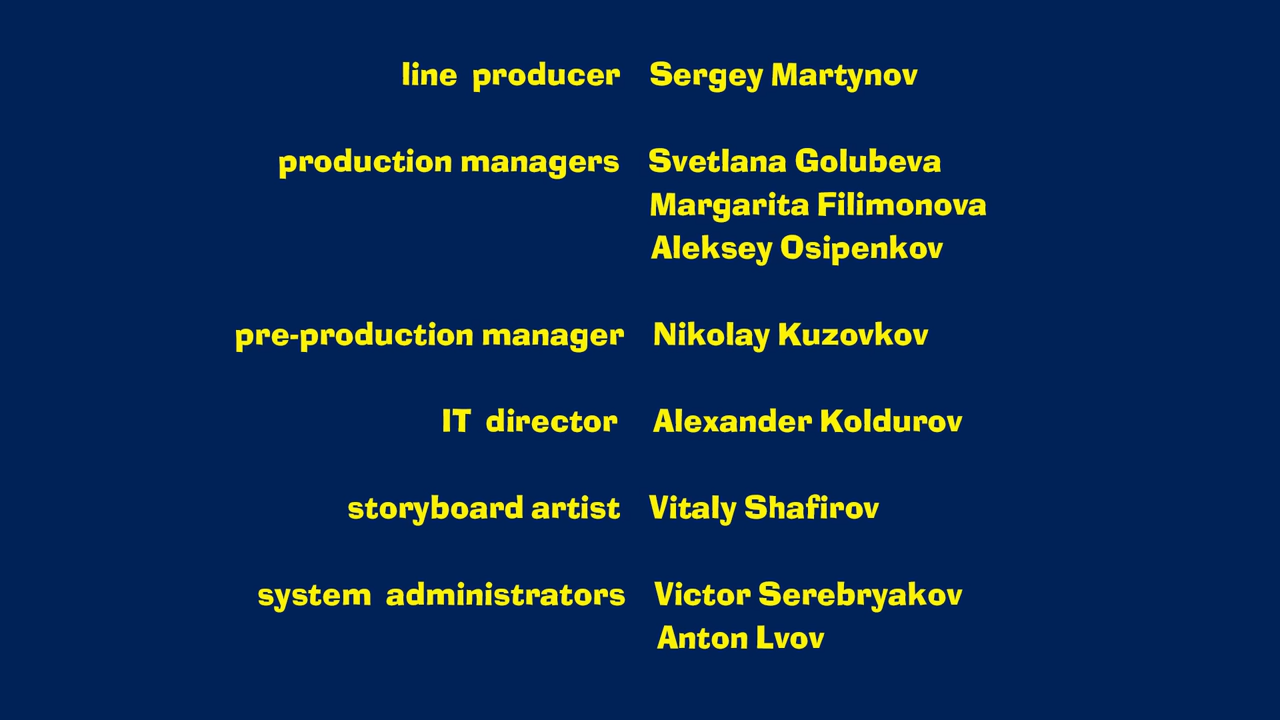 line producer Sergey Martynov
production managers Svetlana Golubeva
Margarita Filimonova
Aleksey Osipenkov
pre-production manager Nikolay Kuzovkov
IT director Alexander Koldurov
storyboard artist Vitaly Shafirov
system administrators Victor Serebryakov
Anton Lvov